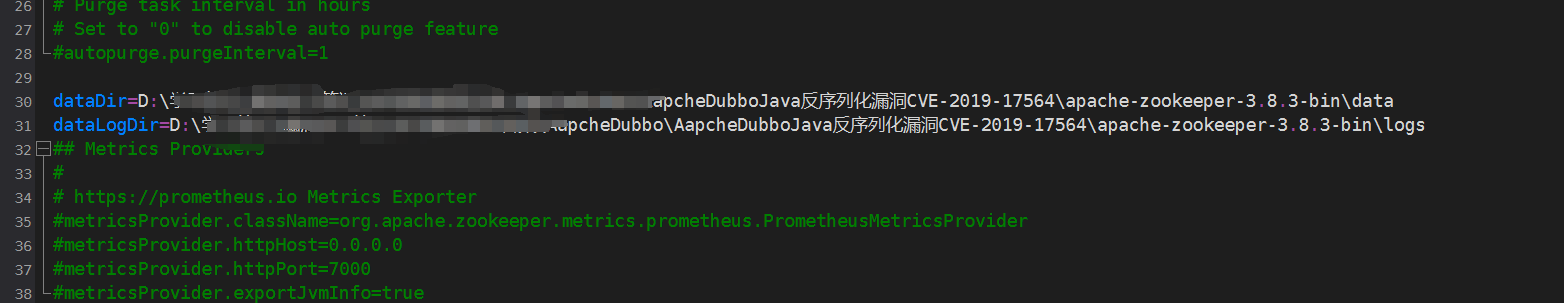 26 # Purge task interval in hours
27 # Set to "0" to disable auto purge feature
28 #autopurge.purgeInterval=1
29
30 dataDir=D:\学 apcheDubboJava反序列化漏洞CVE-2019-17564\apache-zookeeper-3.8.3-bin\data
31 dataLogDir=D:\学 AapcheDubbo\AapcheDubboJava反序列化漏洞CVE-2019-17564\apache-zookeeper-3.8.3-bin\logs
32 ## Metrics Providers
33 #
34 # https://prometheus.io Metrics Exporter
35 #metricsProvider.className=org.apache.zookeeper.metrics.prometheus.PrometheusMetricsProvider
36 #metricsProvider.httpHost=0.0.0.0
37 #metricsProvider.httpPort=7000
38 #metricsProvider.exportJvmInfo=true